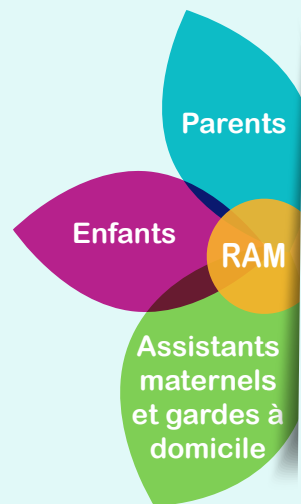 Parents
Enfants
RAM
Assistants
maternels
et gardes à
domicile